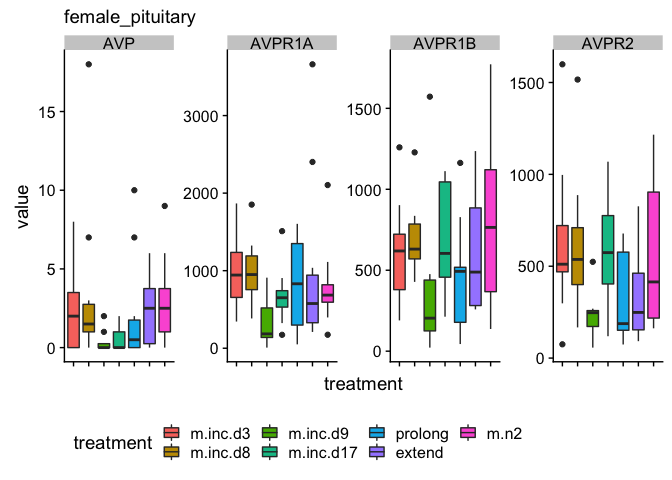 female_pituitary
AVP AVPR1A AVPR1B AVPR2
value
15
10
5
0
3000
2000
1000
0
1500
1000
500
0
1500
1000
500
0
treatment
treatment m.inc.d3 m.inc.d9 prolong m.n2
m.inc.d8 m.inc.d17 extend